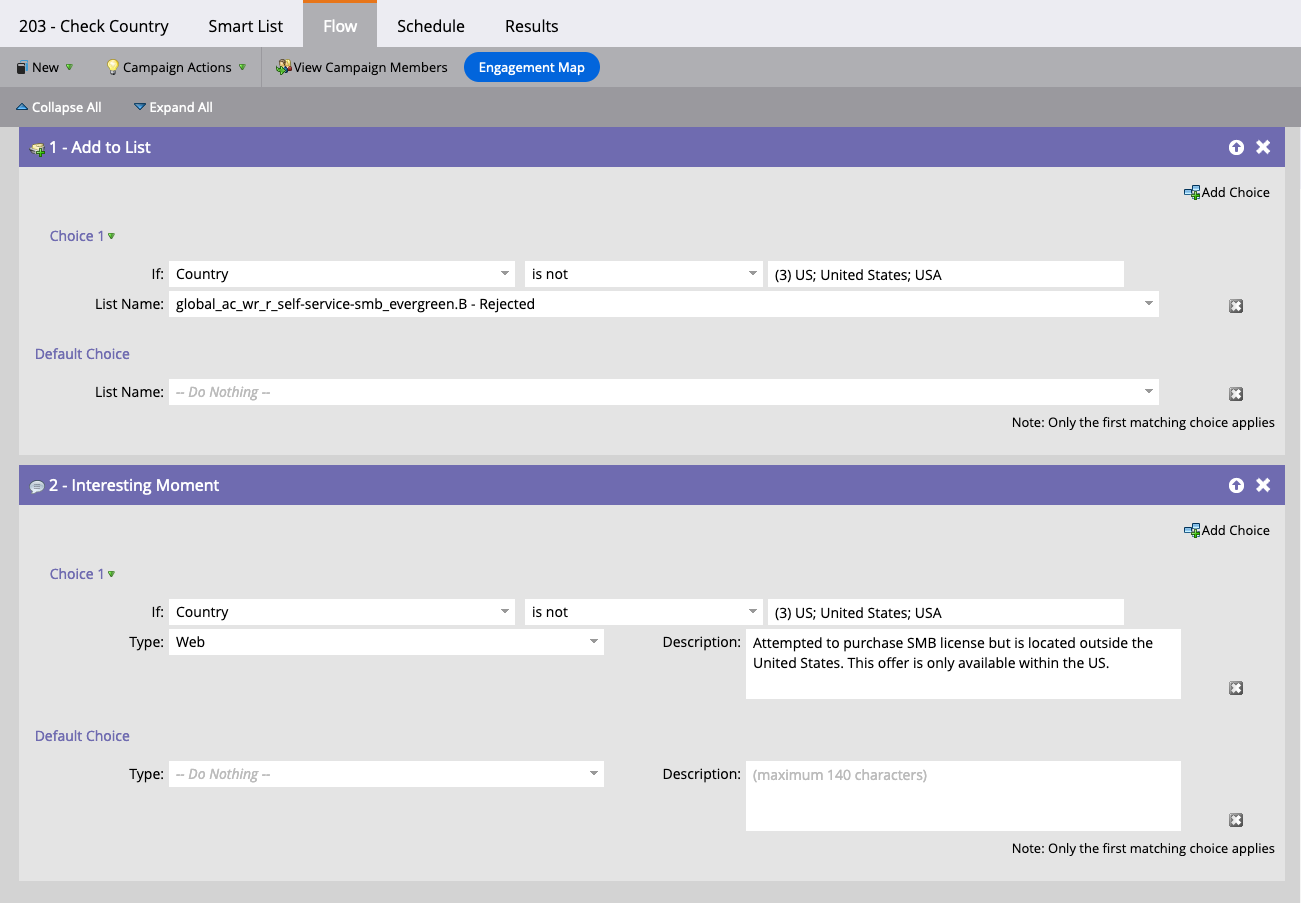 203 - Check Country Smart List Flow Schedule Results
New Campaign Actions View Campaign Members Engagement Map
Collapse All Expand All
1 - Add to List
Add Choice
Choice 1
If: Country is not (3) US; United States; USA
List Name: global_ac_wr_r_self-service-smb_evergreen.B - Rejected
Default Choice
List Name: -- Do Nothing --
Note: Only the first matching choice applies
2 - Interesting Moment
Add Choice
Choice 1
If: Country is not (3) US; United States; USA
Type: Web Description: Attempted to purchase SMB license but is located outside the
United States. This offer is only available within the US.
Default Choice
Type: -- Do Nothing -- Description: (maximum 140 characters)
Note: Only the first matching choice applies